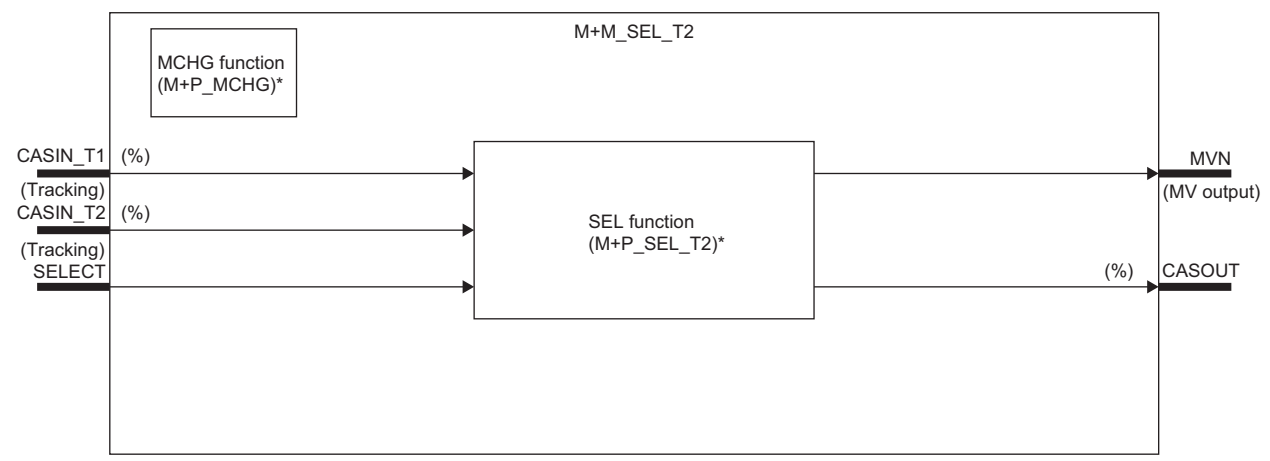 M+M_SEL_T2
MCHG function
(M+P_MCHG)*
CASIN_T1 (%)
(Tracking)
CASIN_T2 (%)
(Tracking)
SELECT
SEL function
(M+P_SEL_T2)*
MVN
(MV output)
(%) CASOUT